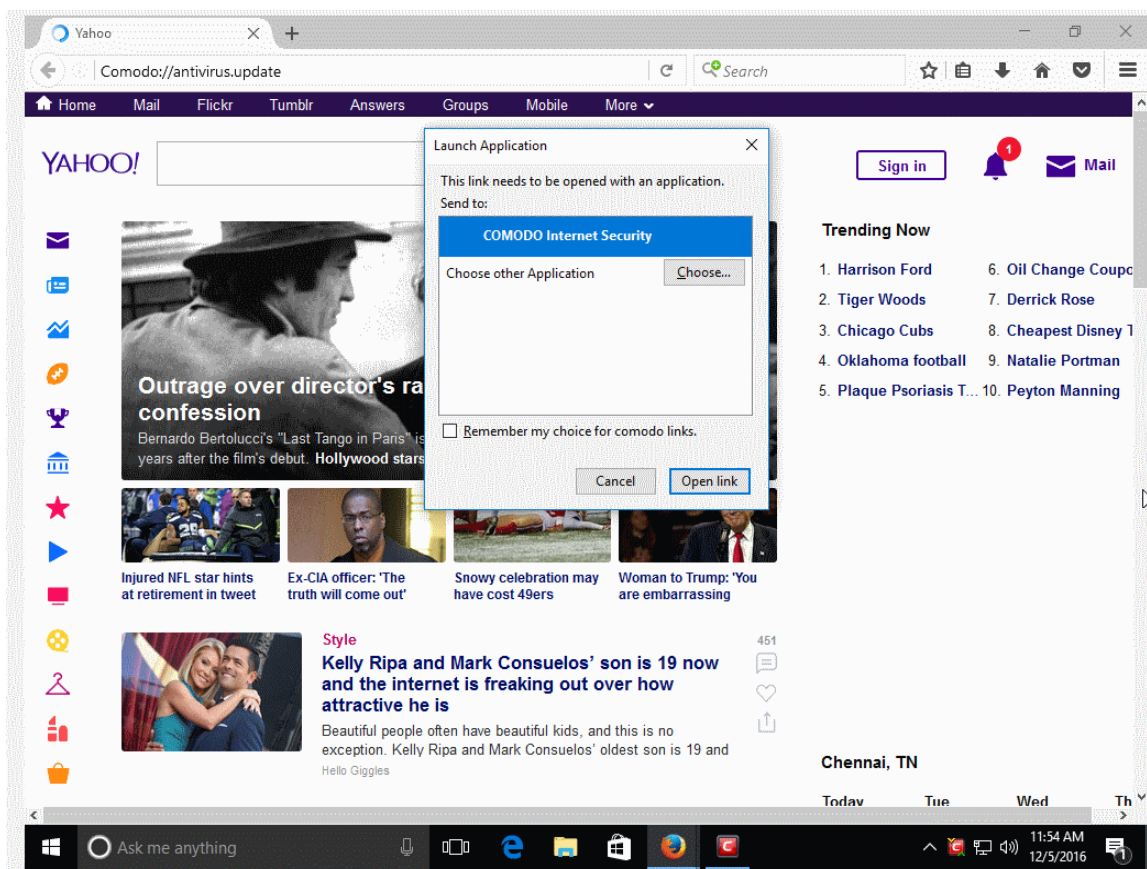 Yahoo
Comodo://antivirus.update
Search
Home Mail Flickr Tumblr Answers Groups Mobile More
YAHOO!
Sign in
1
Mail
Launch Application
This link needs to be opened with an application.
Send to:
COMODO Internet Security
Choose other Application
Choose...
Remember my choice for comodo links.
Cancel
Open link
Outrage over director's ra
confession
Bernardo Bertolucci's "Last Tango in Paris" is
years after the film's debut. Hollywood stars
Injured NFL star hints
at retirement in tweet
Ex-CIA officer: 'The
truth will come out'
Snowy celebration may
have cost 49ers
Woman to Trump: 'You
are embarrassing
Style
Kelly Ripa and Mark Consuelos' son is 19 now
and the internet is freaking out over how
attractive he is
Beautiful people often have beautiful kids, and this is no
exception. Kelly Ripa and Mark Consuelos' oldest son is 19 and
Hello Giggles
451
Trending Now
1. Harrison Ford
2. Tiger Woods
3. Chicago Cubs
4. Oklahoma football
5. Plaque Psoriasis T...
6. Oil Change Coupo
7. Derrick Rose
8. Cheapest Disney T
9. Natalie Portman
10. Peyton Manning
Chennai, TN
Today Tue Wed Th
Ask me anything
11:54 AM
12/5/2016
1